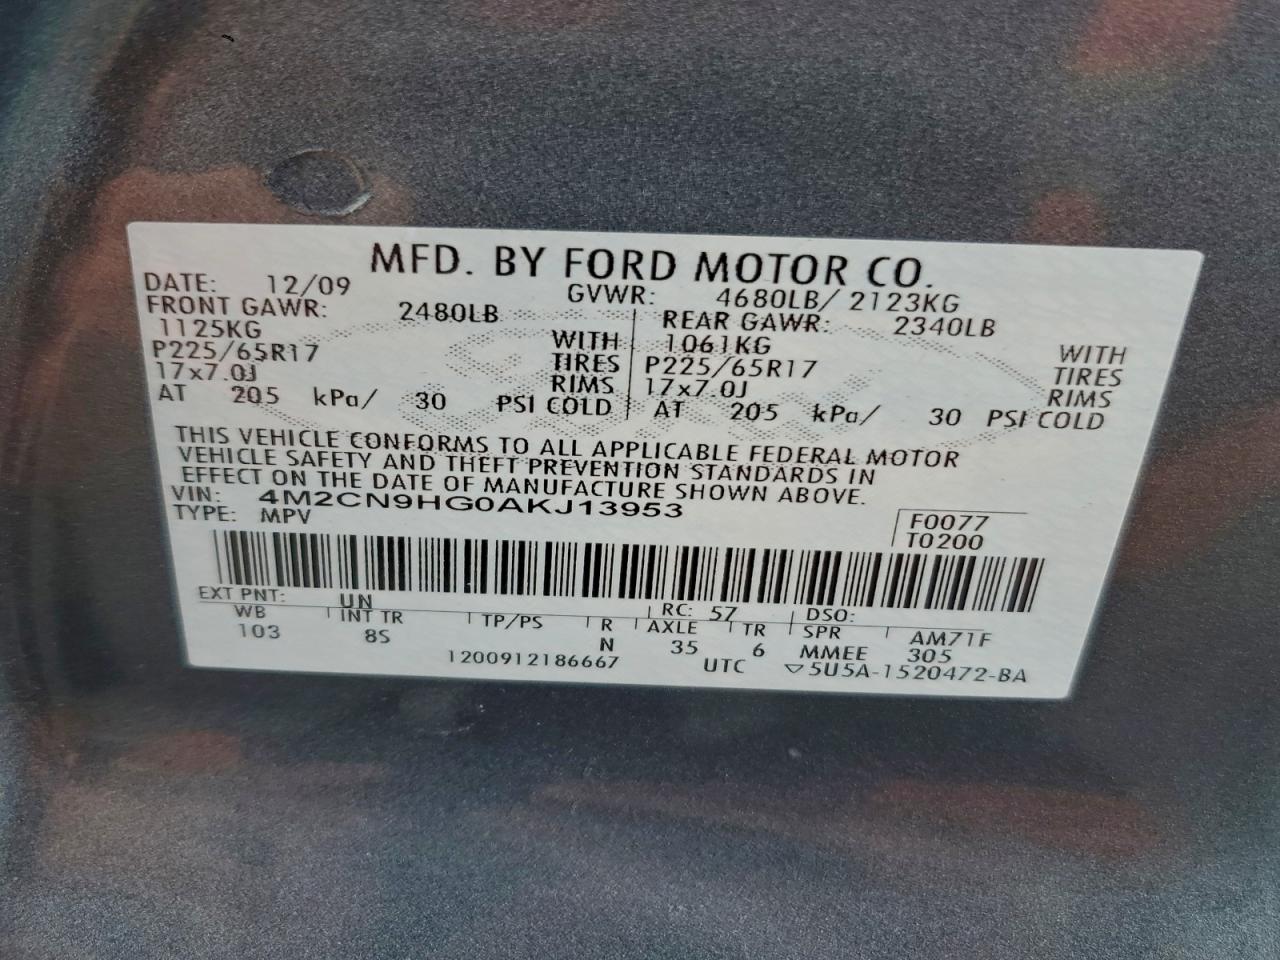 MFD. BY FORD MOTOR CO.
DATE: 12/09 GVWR: 4680LB/ 2123KG
FRONT GAWR: 2480LB REAR GAWR: 2340LB
1125KG WITH 1061KG WITH
P225/65R17 TIRES P225/65R17 TIRES
17x7.0J RIMS 17x7.0J RIMS
AT 205 kPa/ 30 PSI COLD AT 205 kPa/ 30 PSI COLD
THIS VEHICLE CONFORMS TO ALL APPLICABLE FEDERAL MOTOR
VEHICLE SAFETY AND THEFT PREVENTION STANDARDS IN
EFFECT ON THE DATE OF MANUFACTURE SHOWN ABOVE.
VIN: 4M2CN9HG0AKJ13953
TYPE: MPV
F0077
T0200
EXT PNT: UN RC: 57 DSO:
WB INT TR TP/PS R AXLE TR SPR AM71F
103 8S N 35 6 MMEE 305
1200912186667 UTC ▽5U5A-1520472-BA